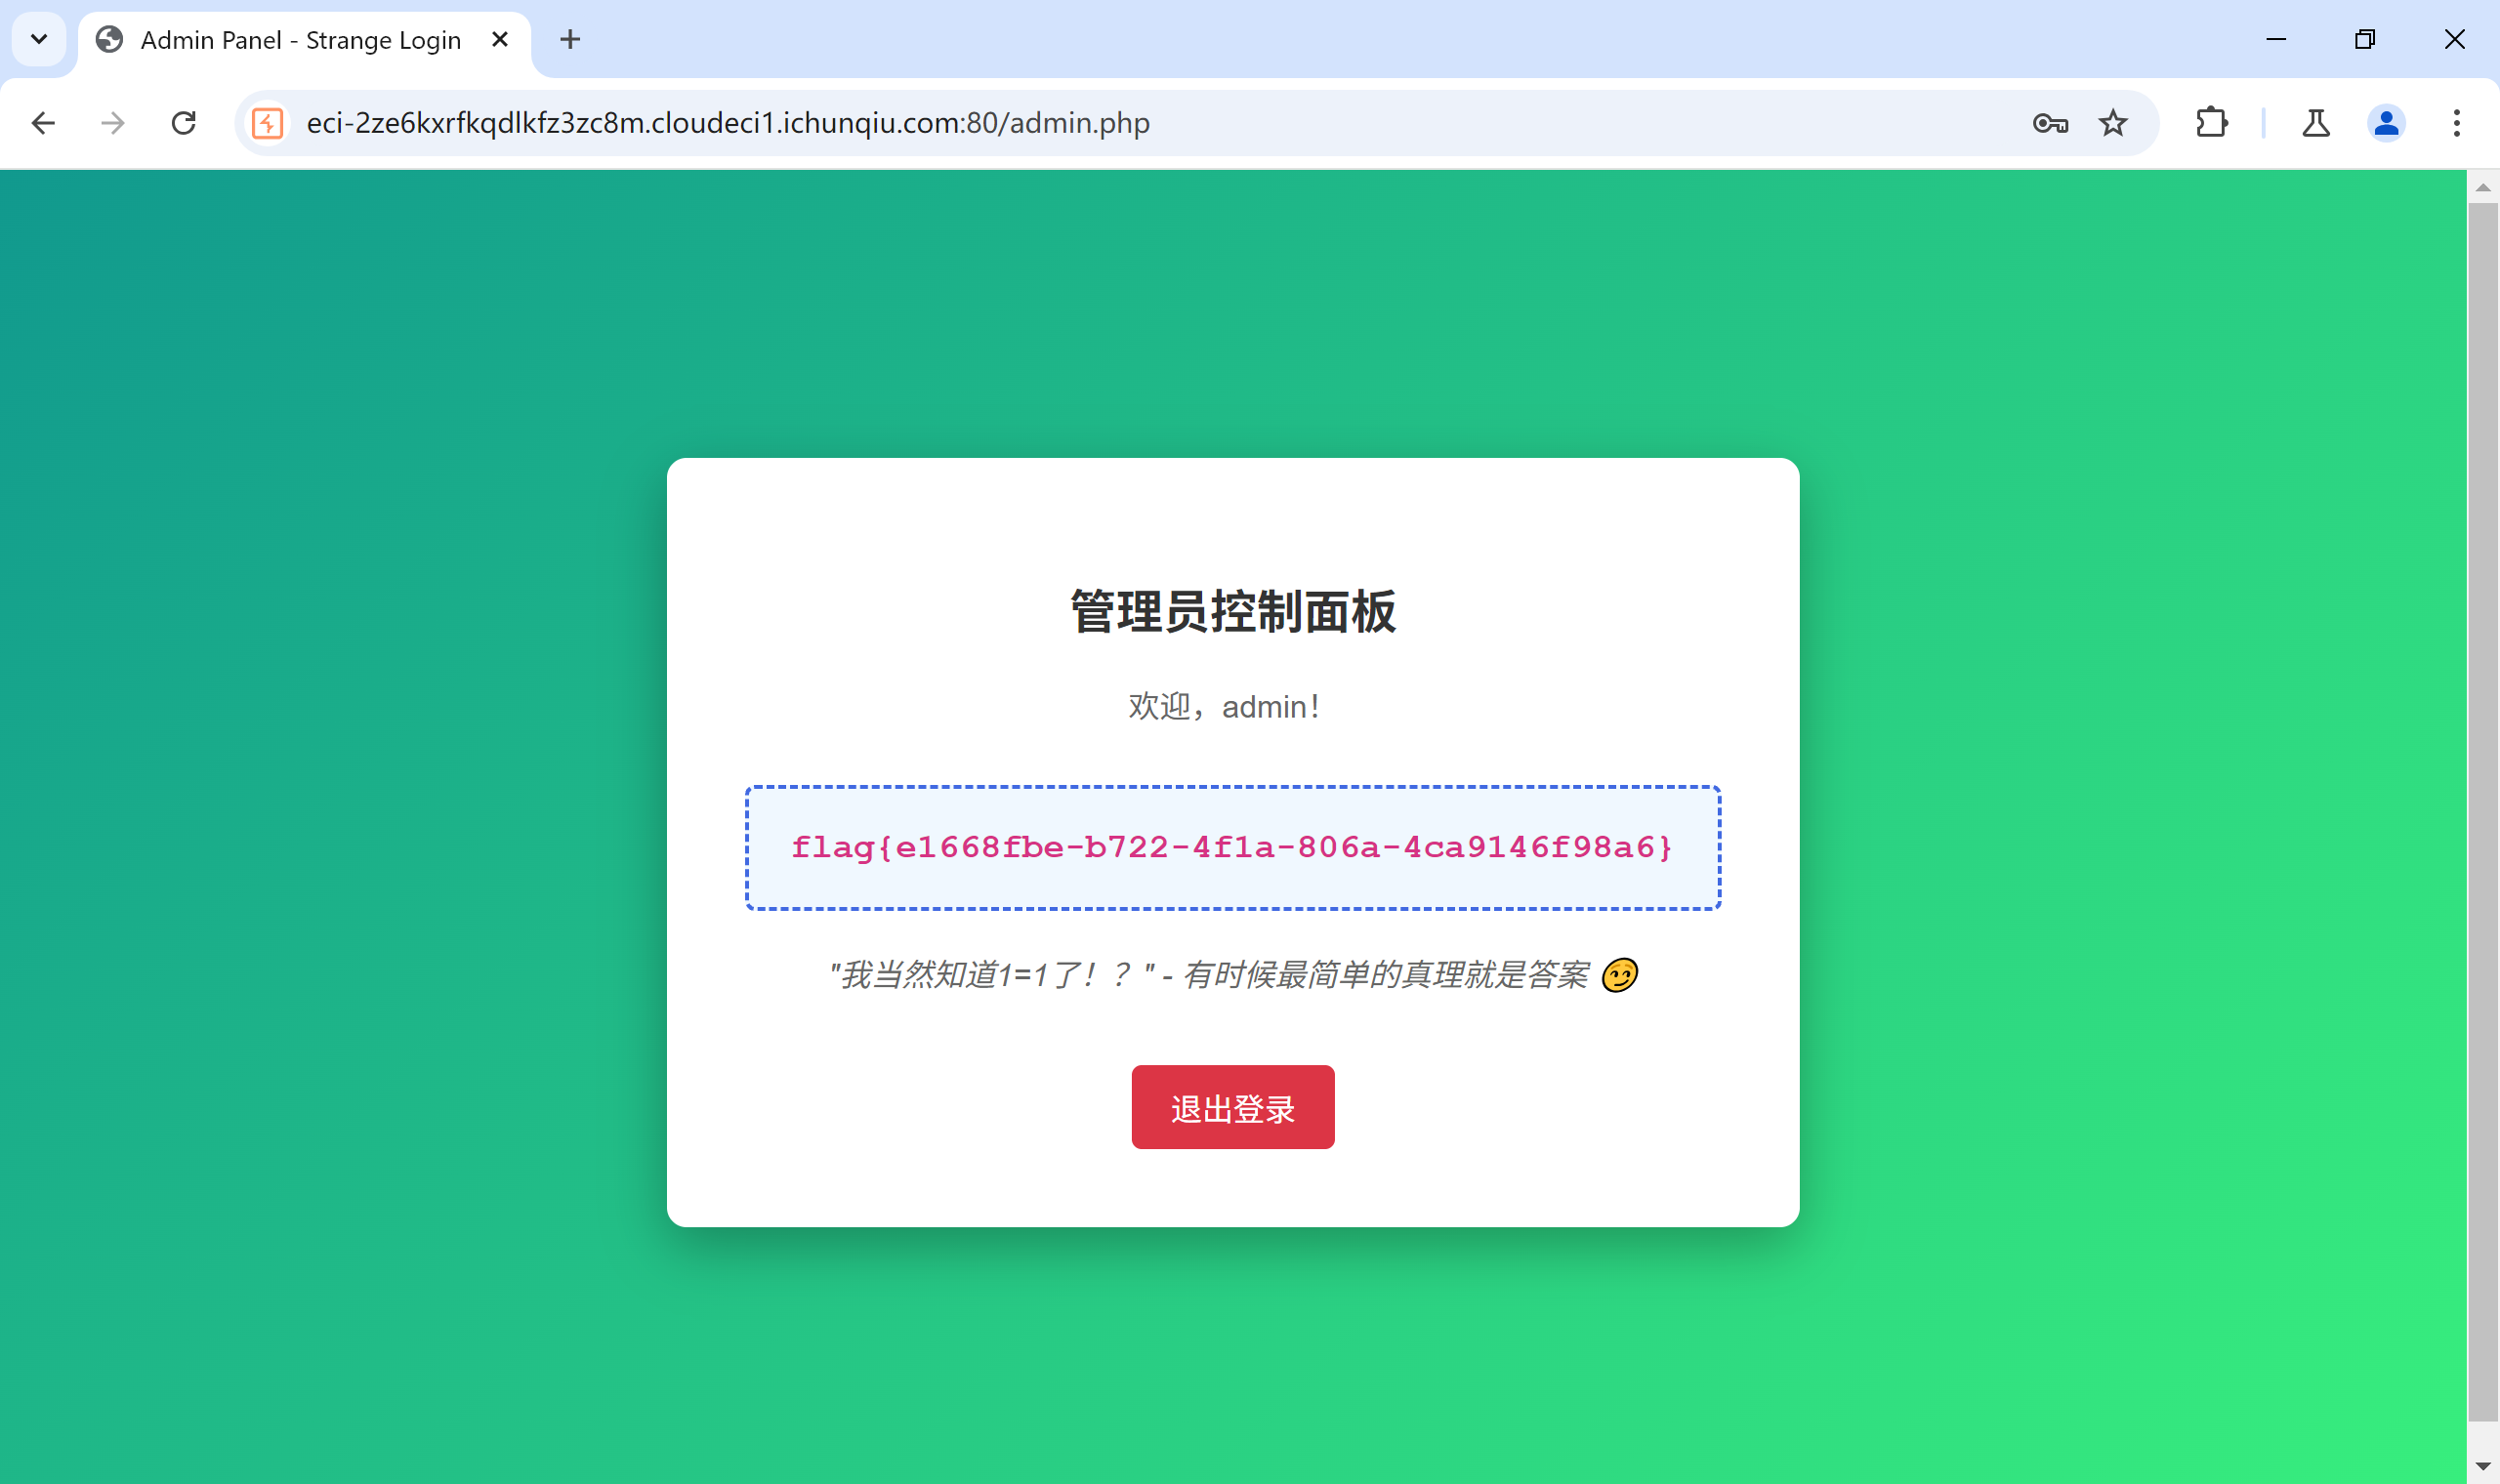 Admin Panel - Strange Login
eci-2ze6kxrfkqdlkfz3zc8m.cloudeci1.ichunqiu.com:80/admin.php
管理员控制面板
欢迎，admin！
flag{e1668fbe-b722-4f1a-806a-4ca9146f98a6}
"我当然知道1=1了！？" - 有时候最简单的真理就是答案 😏
退出登录